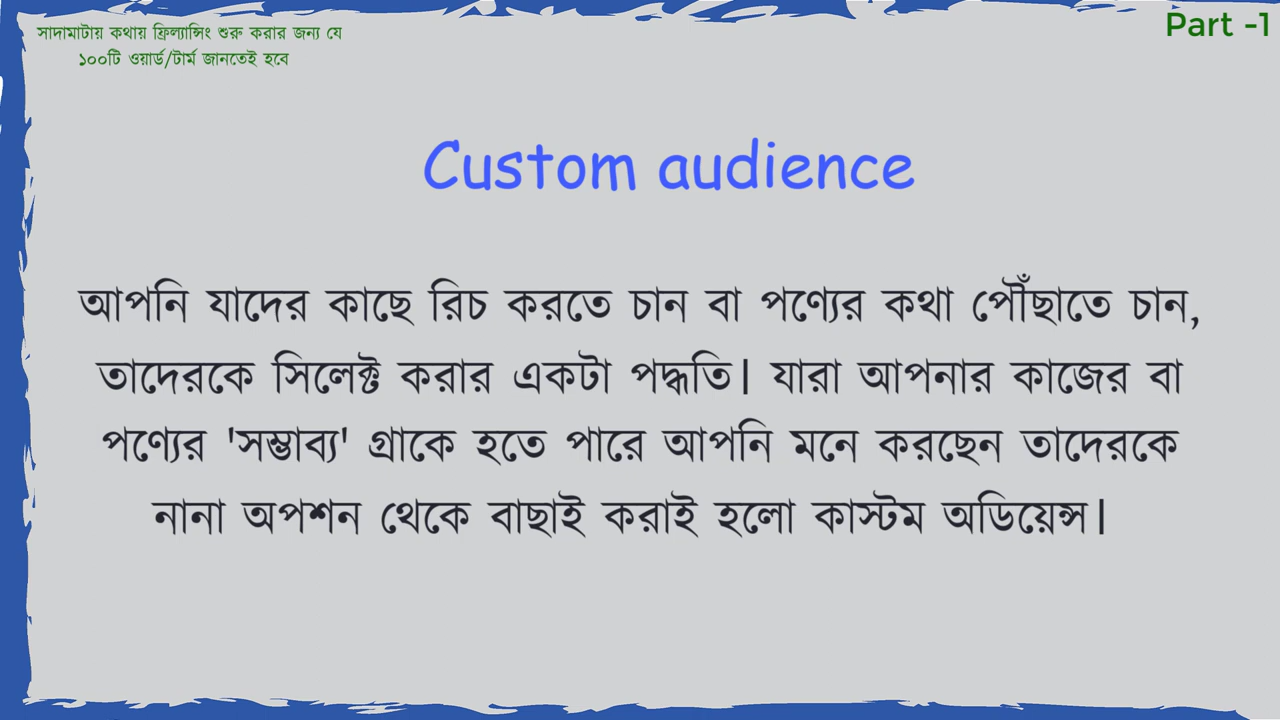 সাদামাটায় কথায় ফ্রিল্যান্সিং শুরু করার জন্য যে
১০০টি ওয়ার্ড/টার্ম জানতেই হবে
Part -1
Custom audience
আপনি যাদের কাছে রিচ করতে চান বা পণ্যের কথা পৌঁছাতে চান,
তাদেরকে সিলেক্ট করার একটা পদ্ধতি। যারা আপনার কাজের বা
পণ্যের 'সম্ভাব্য' গ্রাকে হতে পারে আপনি মনে করছেন তাদেরকে
নানা অপশন থেকে বাছাই করাই হলো কাস্টম অডিয়েন্স।